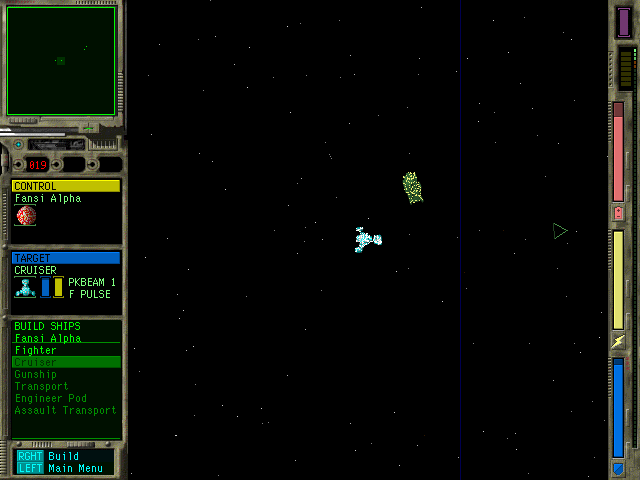 019
CONTROL
Fansi Alpha
TARGET
CRUISER
PKBEAM 1
F PULSE
BUILD SHIPS
Fansi Alpha
Fighter
Cruiser
Gunship
Transport
Engineer Pod
Assault Transport
RGHT Build
LEFT Main Menu